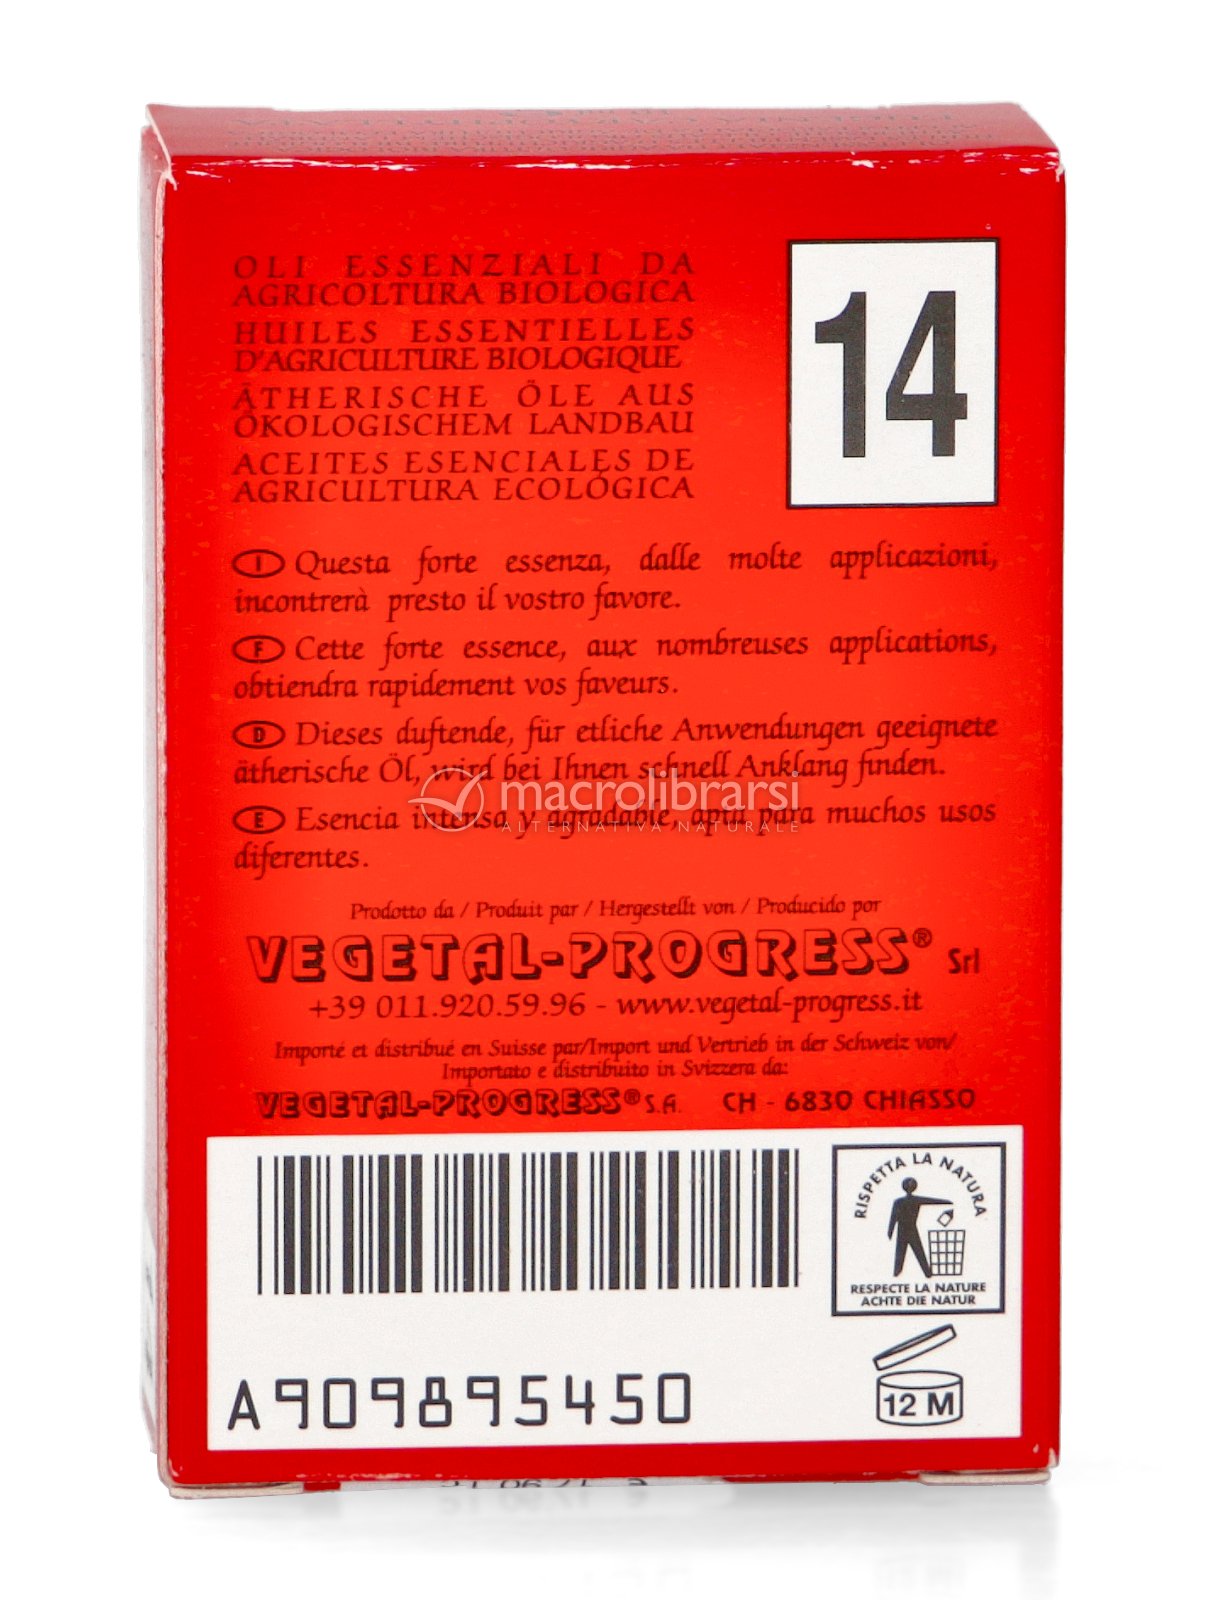 OLI ESSENZIALI DA
AGRICOLTURA BIOLOGICA
HUILES ESSENTIELLES
D'AGRICULTURE BIOLOGIQUE
ÄTHERISCHE ÖLE AUS
ÖKOLOGISCHEM LANDBAU
ACEITES ESENCIALES DE
AGRICULTURA ECOLÓGICA
14
I Questa forte essenza, dalle molte applicazioni,
incontrerà presto il vostro favore.
F Cette forte essence, aux nombreuses applications,
obtiendra rapidement vos faveurs.
D Dieses duftende, für etliche Anwendungen geeignete
ätherische Öl, wird bei Ihnen schnell Anklang finden.
macrolibrarsi
ALTERNATIVA NATURALE
E Esencia intensa y agradable, apta para muchos usos
diferentes.
Prodotto da / Produit par / Hergestellt von / Producido por
VEGETAL-PROGRESS® Srl
+39 011.920.59.96 - www.vegetal-progress.it
Importé et distribué en Suisse par/Import und Vertrieb in der Schweiz von/
Importato e distribuito in Svizzera da:
VEGETAL-PROGRESS® S.A. CH - 6830 CHIASSO
RISPETTA LA NATURA
RESPECTE LA NATURE
ACHTE DIE NATUR
12 M
A909895450